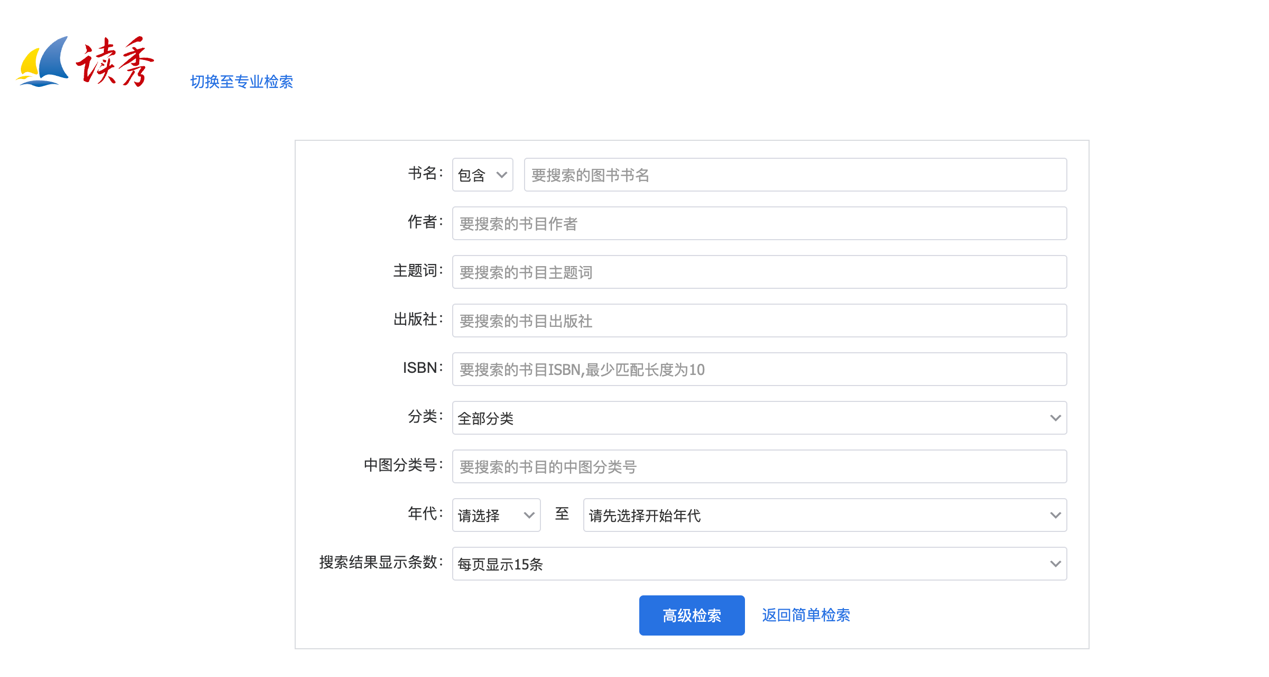 读秀
切换至专业检索
书名： 包含 要搜索的图书书名
作者： 要搜索的书目作者
主题词： 要搜索的书目主题词
出版社： 要搜索的书目出版社
ISBN： 要搜索的书目ISBN,最少匹配长度为10
分类： 全部分类
中图分类号： 要搜索的书目的中图分类号
年代： 请选择 至 请先选择开始年代
搜索结果显示条数： 每页显示15条
高级检索 返回简单检索